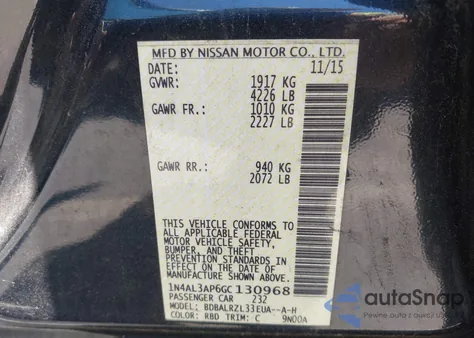 MFD BY NISSAN MOTOR CO., LTD.
DATE: 11/15
GVWR: 1917 KG
4226 LB
GAWR FR.: 1010 KG
2227 LB
GAWR RR.: 940 KG
2072 LB
THIS VEHICLE CONFORMS TO
ALL APPLICABLE FEDERAL
MOTOR VEHICLE SAFETY,
BUMPER, AND THEFT
PREVENTION STANDARDS IN
EFFECT ON THE DATE OF
MANUFACTURE SHOWN ABOVE.
1N4AL3AP6GC130968
PASSENGER CAR 232
MODEL: BDBALRZL33EUA--A-H
COLOR: RBD TRIM: C 9N00A
autoSnap